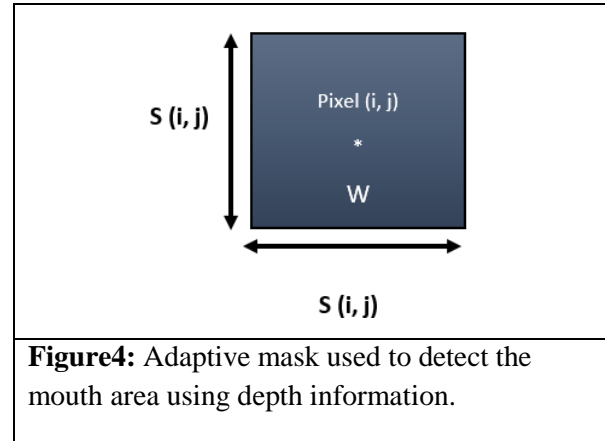 Pixel (i, j)
S (i, j)
*
W
S (i, j)
Figure4: Adaptive mask used to detect the
mouth area using depth information.